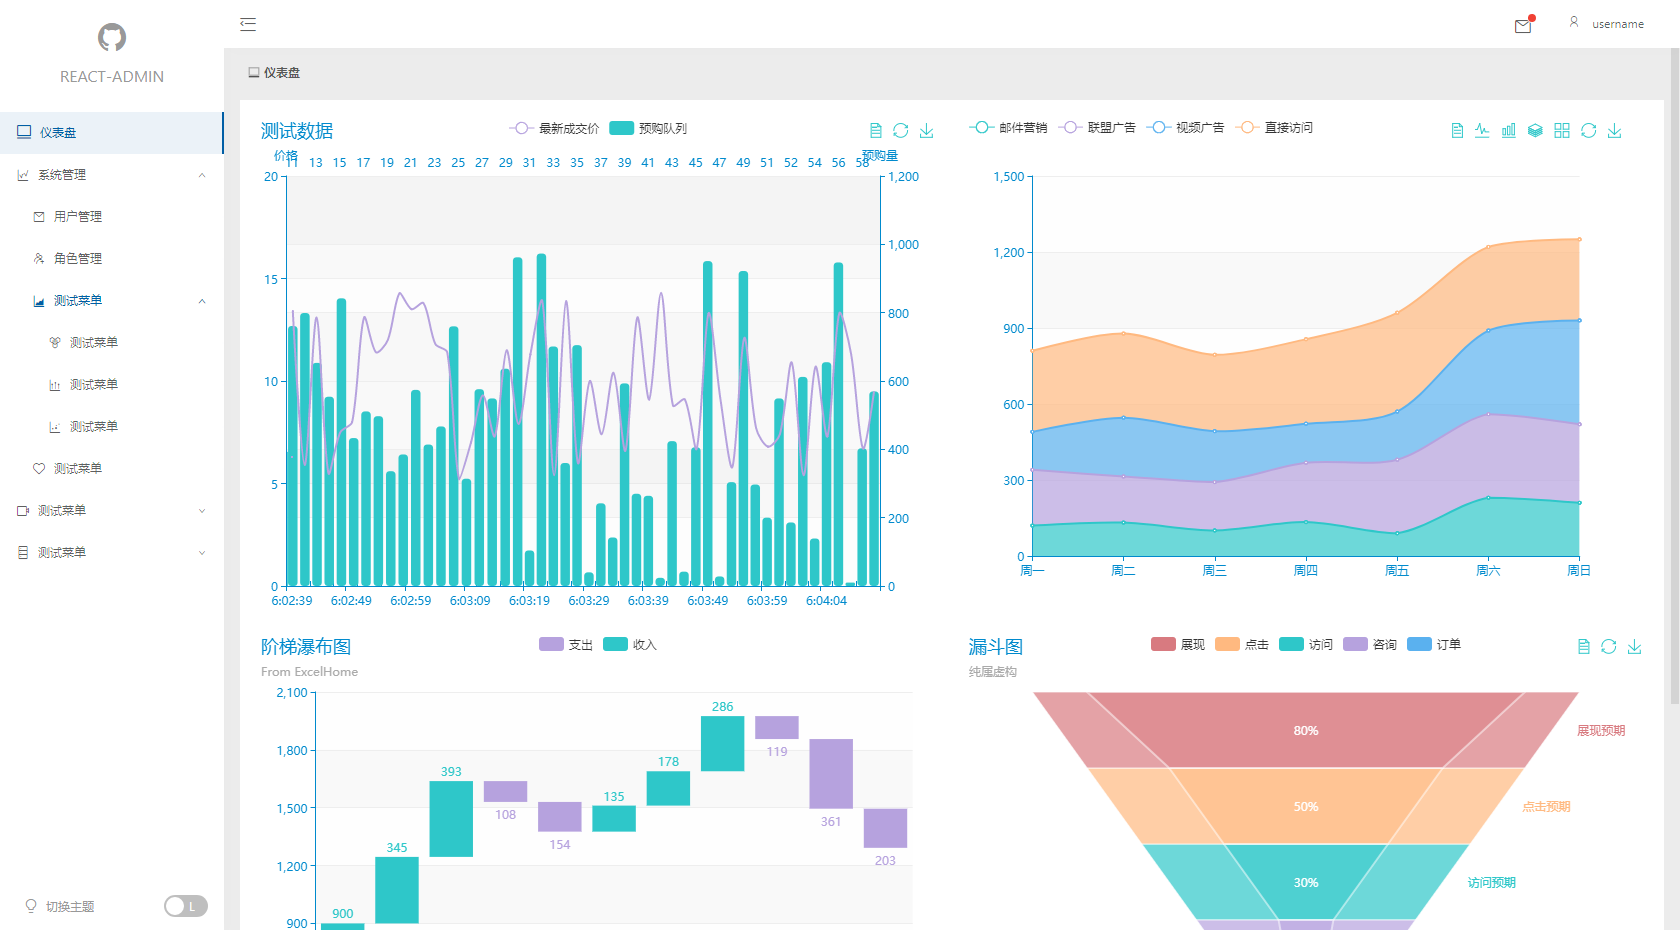 REACT-ADMIN
仪表盘
系统管理
用户管理
角色管理
测试菜单
测试菜单
测试菜单
测试菜单
测试菜单
测试菜单
测试菜单
切换主题
L
username
仪表盘
测试数据
最新成交价 预购队列
价格 预购量
11 13 15 17 19 21 23 25 27 29 31 33 35 37 39 41 43 45 47 49 51 52 54 56 58
20 1,200
1,000
15
800
10 600
400
5
200
0 0
6:02:39 6:02:49 6:02:59 6:03:09 6:03:19 6:03:29 6:03:39 6:03:49 6:03:59 6:04:04
邮件营销 联盟广告 视频广告 直接访问
1,500
1,200
900
600
300
0
周一 周二 周三 周四 周五 周六 周日
阶梯瀑布图
From ExcelHome
支出 收入
2,100
1,800
1,500
1,200
900
900 345 393 108 154 135 178 286 119 361 203
漏斗图
纯属虚构
展现 点击 访问 咨询 订单
80% 展现预期
50% 点击预期
30% 访问预期